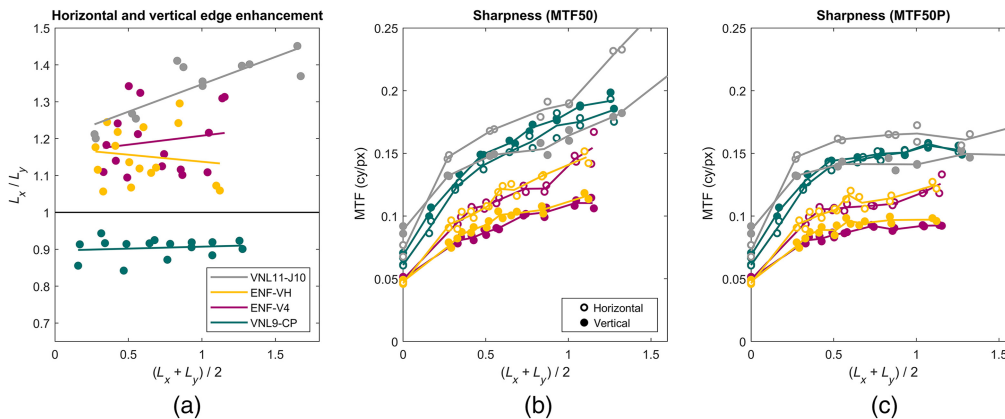 Horizontal and vertical edge enhancement
1.5
1.4
1.3
1.2
1.1
1
0.9
0.8
0.7
L_x / L_y
VNL11-J10
ENF-VH
ENF-V4
VNL9-CP
0
0.5
1
1.5
(L_x + L_y) / 2
(a)
Sharpness (MTF50)
0.25
0.2
0.15
0.1
0.05
0
MTF (cy/px)
Horizontal
Vertical
0
0.5
1
1.5
(L_x + L_y) / 2
(b)
Sharpness (MTF50P)
0.25
0.2
0.15
0.1
0.05
0
MTF (cy/px)
0
0.5
1
1.5
(L_x + L_y) / 2
(c)